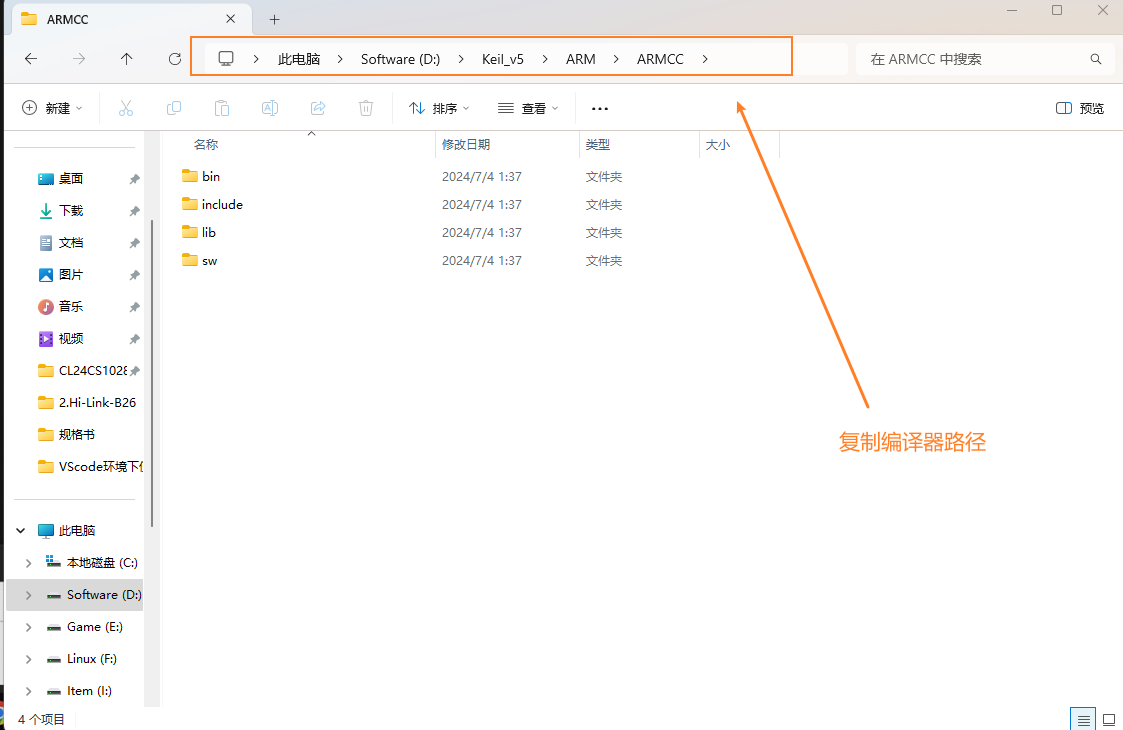 ARMCC
此电脑 Software (D:) Keil_v5 ARM ARMCC
在 ARMCC 中搜索
新建 排序 查看 预览
名称 修改日期 类型 大小
bin 2024/7/4 1:37 文件夹
include 2024/7/4 1:37 文件夹
lib 2024/7/4 1:37 文件夹
sw 2024/7/4 1:37 文件夹
桌面
下载
文档
图片
音乐
视频
CL24CS1028
2.Hi-Link-B26
规格书
VScode环境下
此电脑
本地磁盘 (C:)
Software (D:)
Game (E:)
Linux (F:)
Item (I:)
复制编译器路径
4 个项目